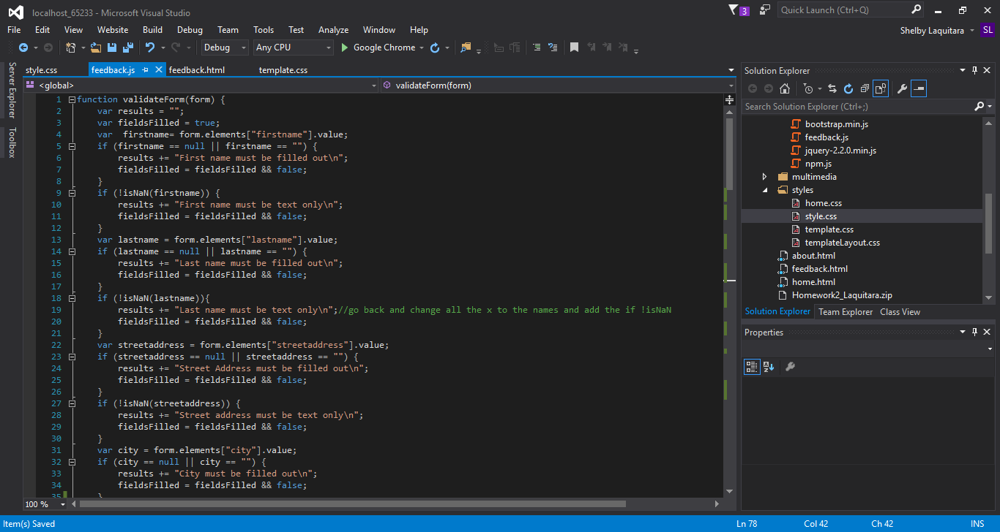 localhost_65233 - Microsoft Visual Studio
3
Quick Launch (Ctrl+Q)
File Edit View Website Build Debug Team Tools Test Analyze Window Help
Shelby Laquitara SL
Debug Any CPU Google Chrome
Server Explorer
Toolbox
style.css feedback.js feedback.html template.css
<global> validateForm(form)
1 function validateForm(form) {
2 var results = "";
3 var fieldsFilled = true;
4 var  firstname= form.elements["firstname"].value;
5 if (firstname == null || firstname == "") {
6 results += "First name must be filled out\n";
7 fieldsFilled = fieldsFilled && false;
8 }
9 if (!isNaN(firstname)) {
10 results += "First name must be text only\n";
11 fieldsFilled = fieldsFilled && false;
12 }
13 var lastname = form.elements["lastname"].value;
14 if (lastname == null || lastname == "") {
15 results += "Last name must be filled out\n";
16 fieldsFilled = fieldsFilled && false;
17 }
18 if (!isNaN(lastname)){
19 results += "Last name must be text only\n";//go back and change all the x to the names and add the if !isNaN
20 fieldsFilled = fieldsFilled && false;
21 }
22 var streetaddress = form.elements["streetaddress"].value;
23 if (streetaddress == null || streetaddress == "") {
24 results += "Street Address must be filled out\n";
25 fieldsFilled = fieldsFilled && false;
26 }
27 if (!isNaN(streetaddress)) {
28 results += "Street address must be text only\n";
29 fieldsFilled = fieldsFilled && false;
30 }
31 var city = form.elements["city"].value;
32 if (city == null || city == "") {
33 results += "City must be filled out\n";
34 fieldsFilled = fieldsFilled && false;
35 }
100 %
Solution Explorer
Search Solution Explorer (Ctrl+;)
bootstrap.min.js
feedback.js
jquery-2.2.0.min.js
npm.js
multimedia
styles
home.css
style.css
template.css
templateLayout.css
about.html
feedback.html
home.html
Homework2_Laquitara.zip
Solution Explorer Team Explorer Class View
Properties
Item(s) Saved Ln 78 Col 42 Ch 42 INS